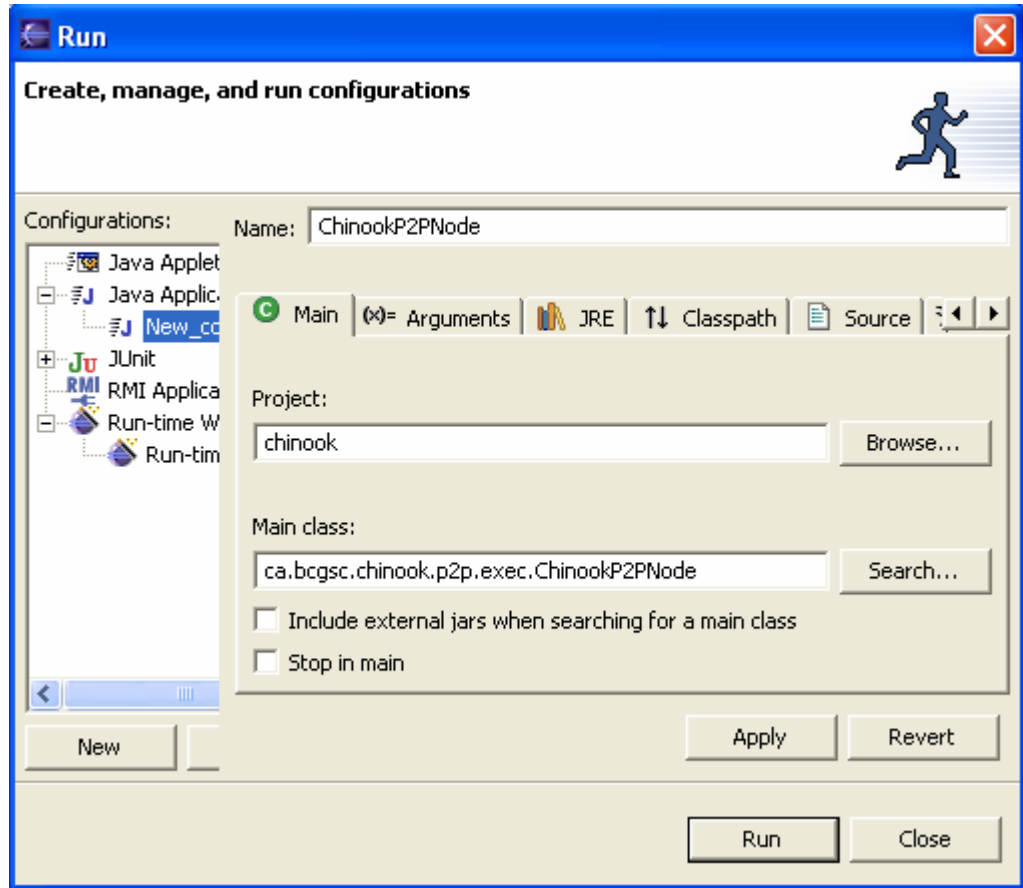 Run
Create, manage, and run configurations
Configurations:
Name: ChinookP2PNode
Java Applet
Java Applic
New_co
JUnit
RMI Applica
Run-time W
Run-tim
Main (x)= Arguments JRE Classpath Source
Project:
chinook Browse...
Main class:
ca.bcgsc.chinook.p2p.exec.ChinookP2PNode Search...
Include external jars when searching for a main class
Stop in main
New
Apply Revert
Run Close